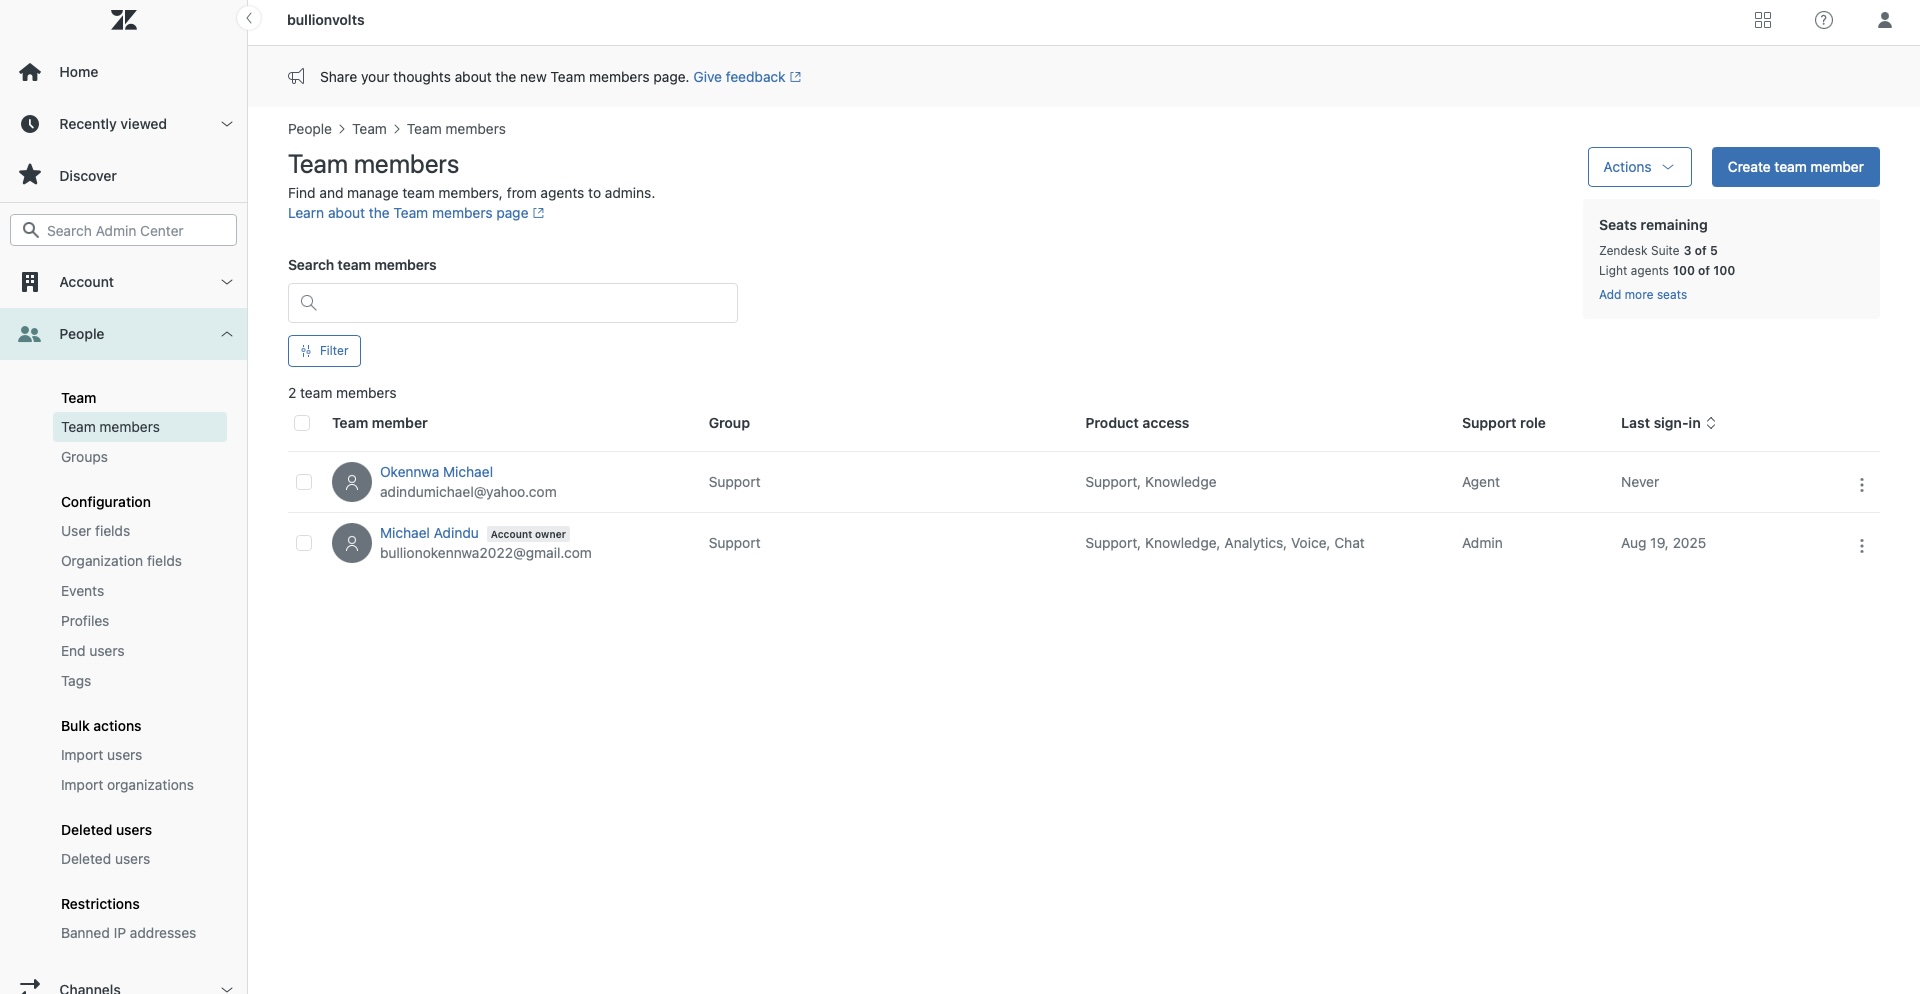 bullionvolts
Home
Recently viewed
Discover
Search Admin Center
Account
People
Team
Team members
Groups
Configuration
User fields
Organization fields
Events
Profiles
End users
Tags
Bulk actions
Import users
Import organizations
Deleted users
Deleted users
Restrictions
Banned IP addresses
Channels
Share your thoughts about the new Team members page. Give feedback
People > Team > Team members
Team members
Find and manage team members, from agents to admins.
Learn about the Team members page
Actions
Create team member
Seats remaining
Zendesk Suite 3 of 5
Light agents 100 of 100
Add more seats
Search team members
Filter
2 team members
Team member Group Product access Support role Last sign-in
Okennwa Michael
adindumichael@yahoo.com
Support Support, Knowledge Agent Never
Michael Adindu Account owner
bullionokennwa2022@gmail.com
Support Support, Knowledge, Analytics, Voice, Chat Admin Aug 19, 2025